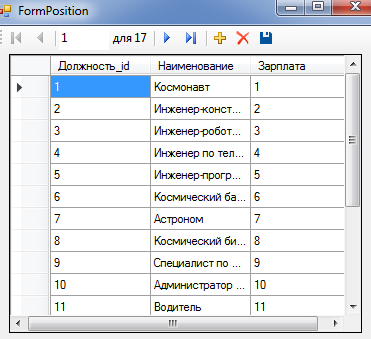 FormPosition
1 для 17
Должность_id Наименование Зарплата
1 Космонавт 1
2 Инженер-конст... 2
3 Инженер-робот... 3
4 Инженер по тел... 4
5 Инженер-прогр... 5
6 Космический ба... 6
7 Астроном 7
8 Космический би... 8
9 Специалист по ... 9
10 Администратор ... 10
11 Водитель 11